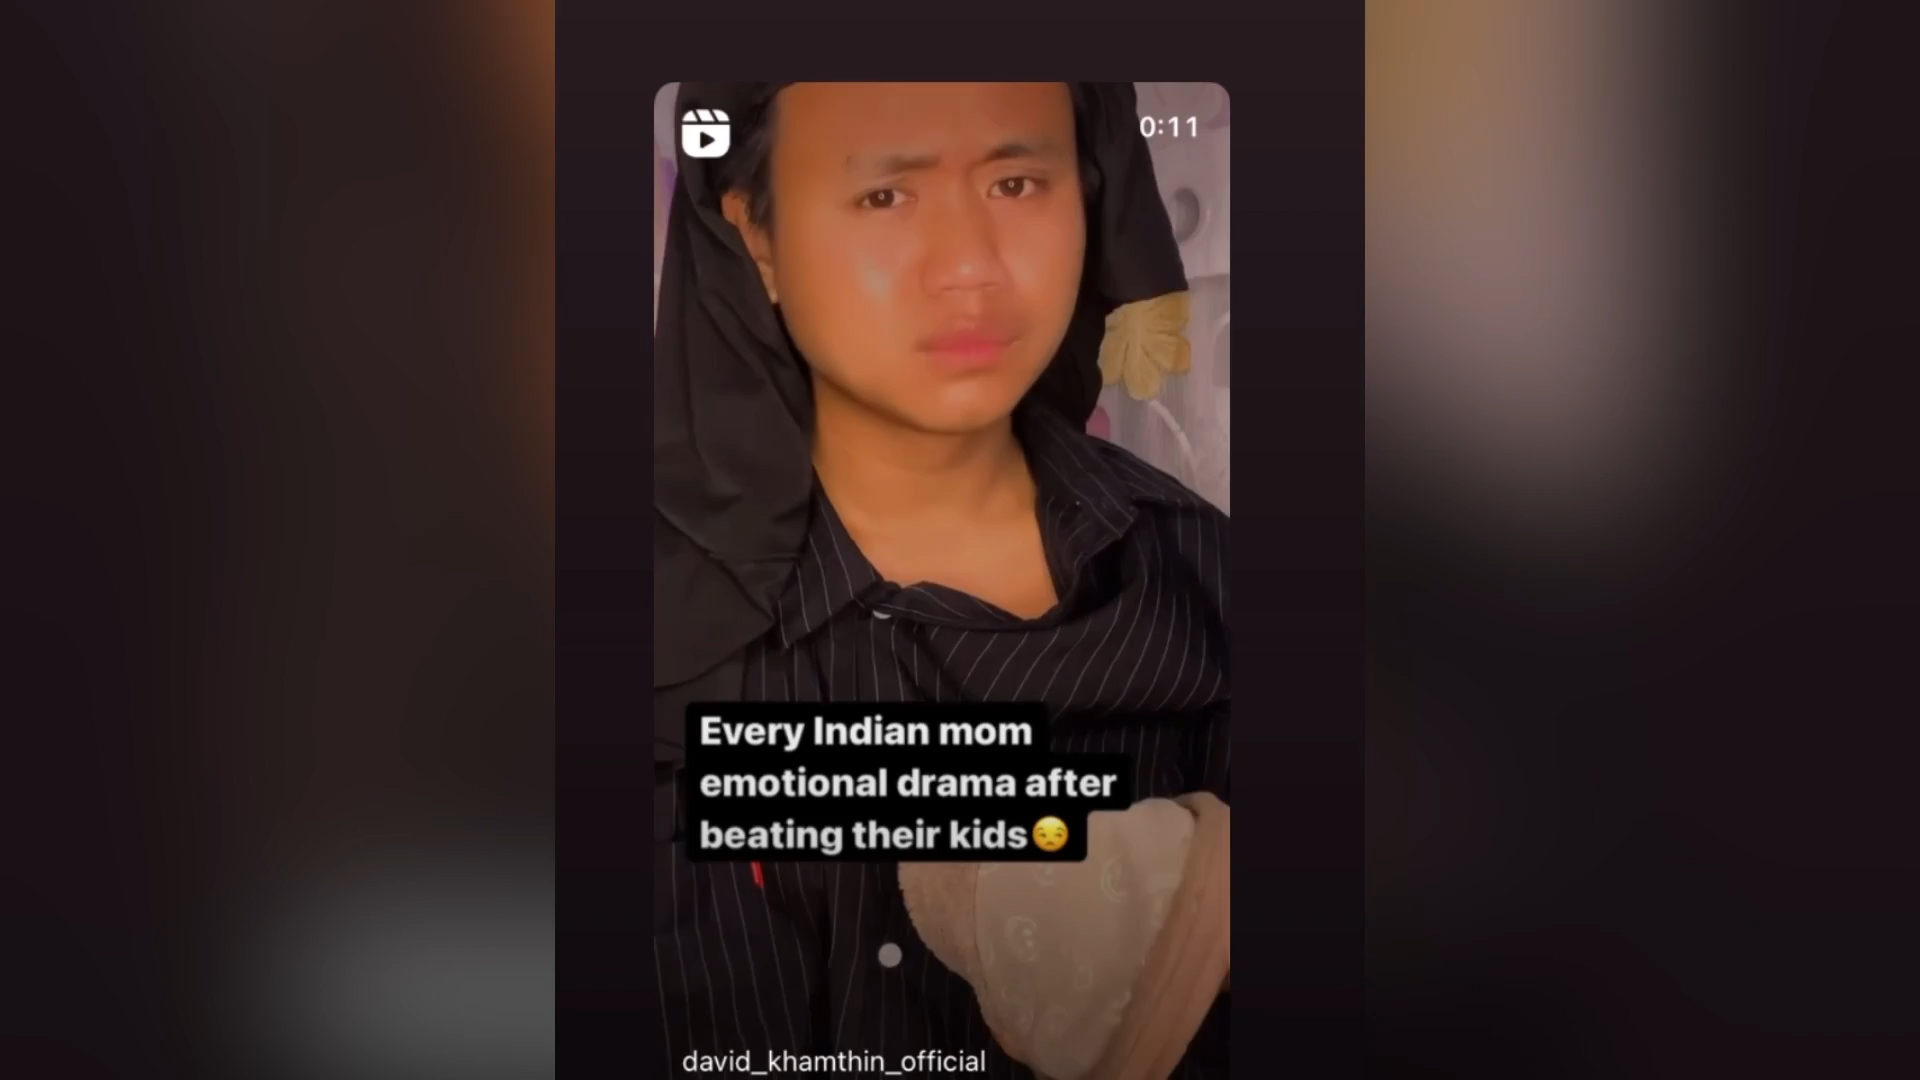 0:11
Every Indian mom
emotional drama after
beating their kids😒
david_khamthin_official